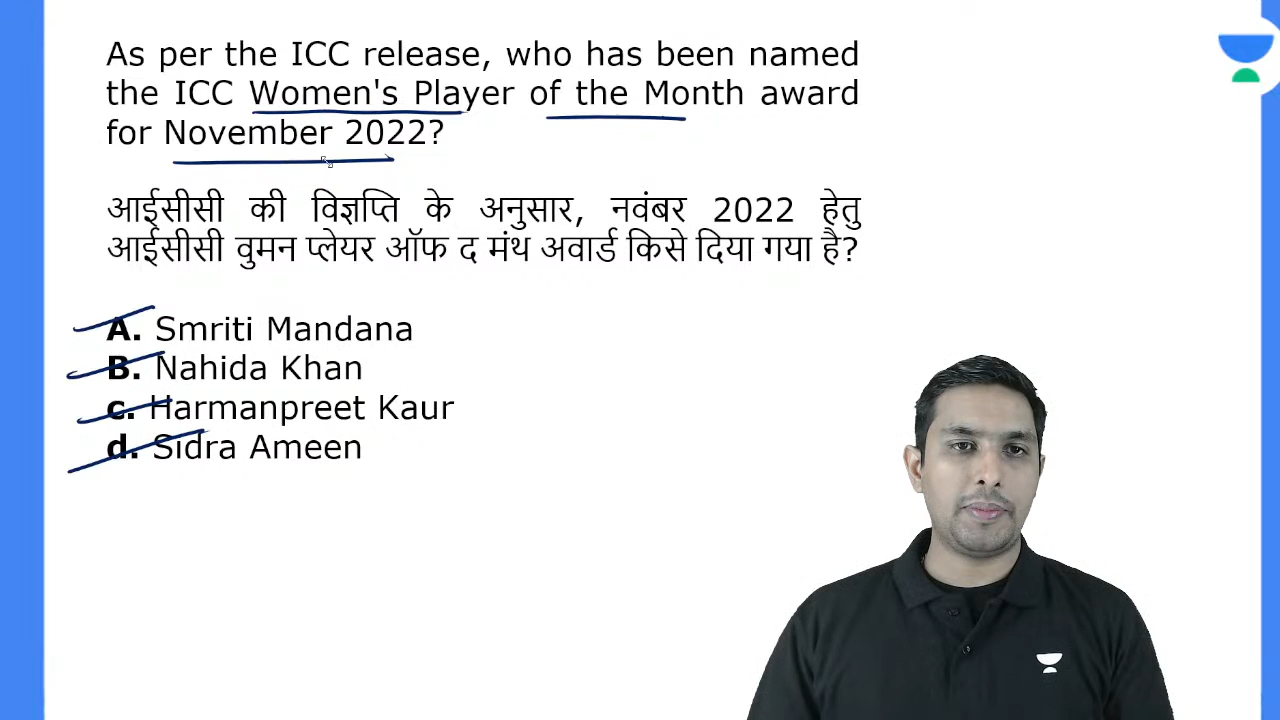 As per the ICC release, who has been named
the ICC Women's Player of the Month award
for November 2022?
आईसीसी की विज्ञप्ति के अनुसार, नवंबर 2022 हेतु
आईसीसी वुमन प्लेयर ऑफ द मंथ अवार्ड किसे दिया गया है?
A. Smriti Mandana
B. Nahida Khan
c. Harmanpreet Kaur
d. Sidra Ameen